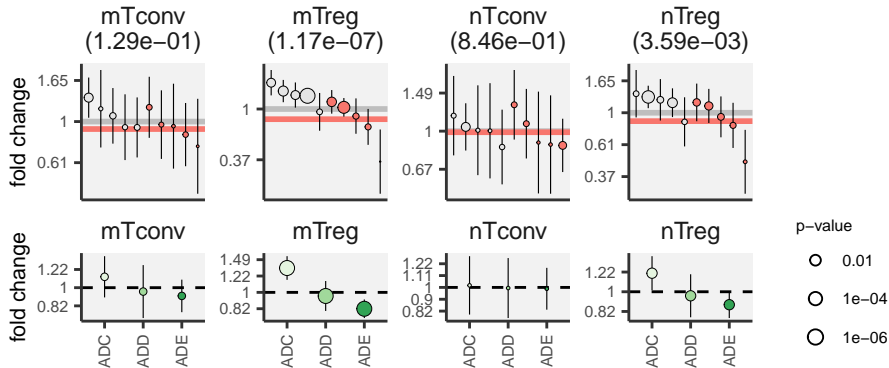 mTconv
(1.29e−01)
mTreg
(1.17e−07)
nTconv
(8.46e−01)
nTreg
(3.59e−03)
fold change
1.65
1
0.61
1
0.37
1.49
1
0.67
1.65
1
0.61
0.37
mTconv
mTreg
nTconv
nTreg
fold change
1.22
1
0.82
1.49
1.22
1
0.82
1.22
1.11
1
0.9
0.82
1.22
1
0.82
ADC
ADD
ADE
ADC
ADD
ADE
ADC
ADD
ADE
ADC
ADD
ADE
p−value
0.01
1e−04
1e−06